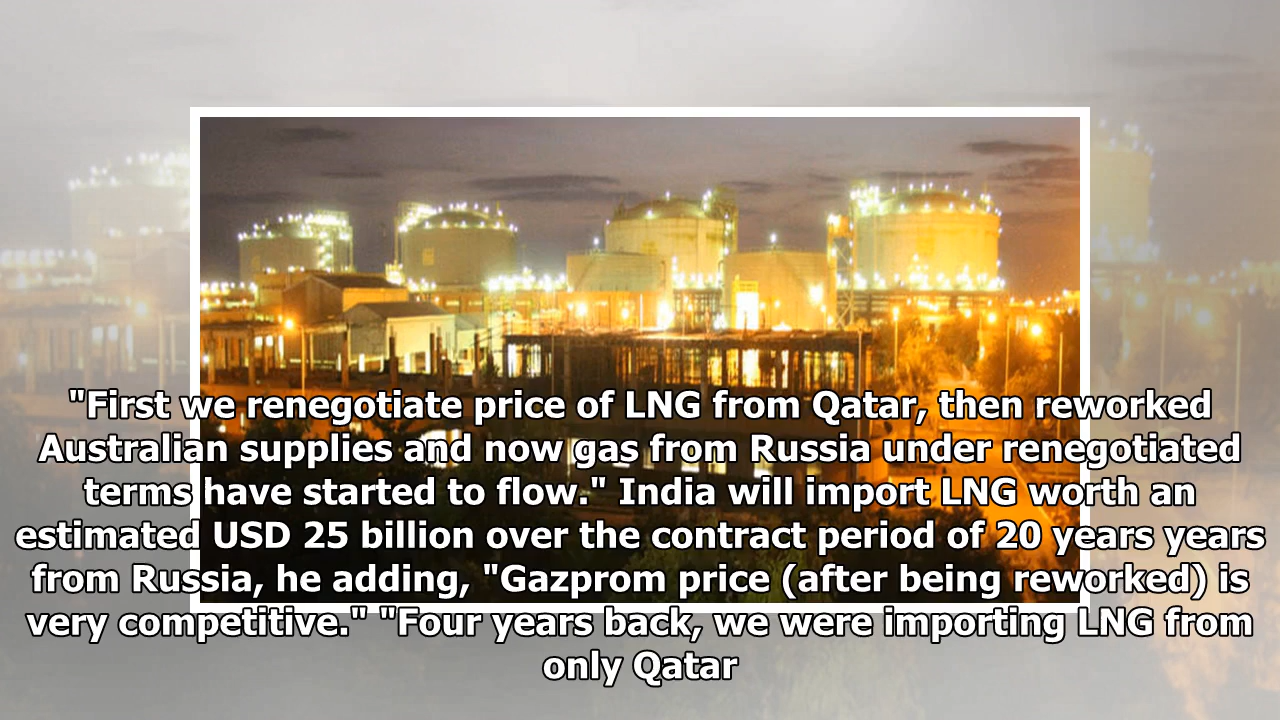 "First we renegotiate price of LNG from Qatar, then reworked
Australian supplies and now gas from Russia under renegotiated
terms have started to flow." India will import LNG worth an
estimated USD 25 billion over the contract period of 20 years years
from Russia, he adding, "Gazprom price (after being reworked) is
very competitive." "Four years back, we were importing LNG from
only Qatar